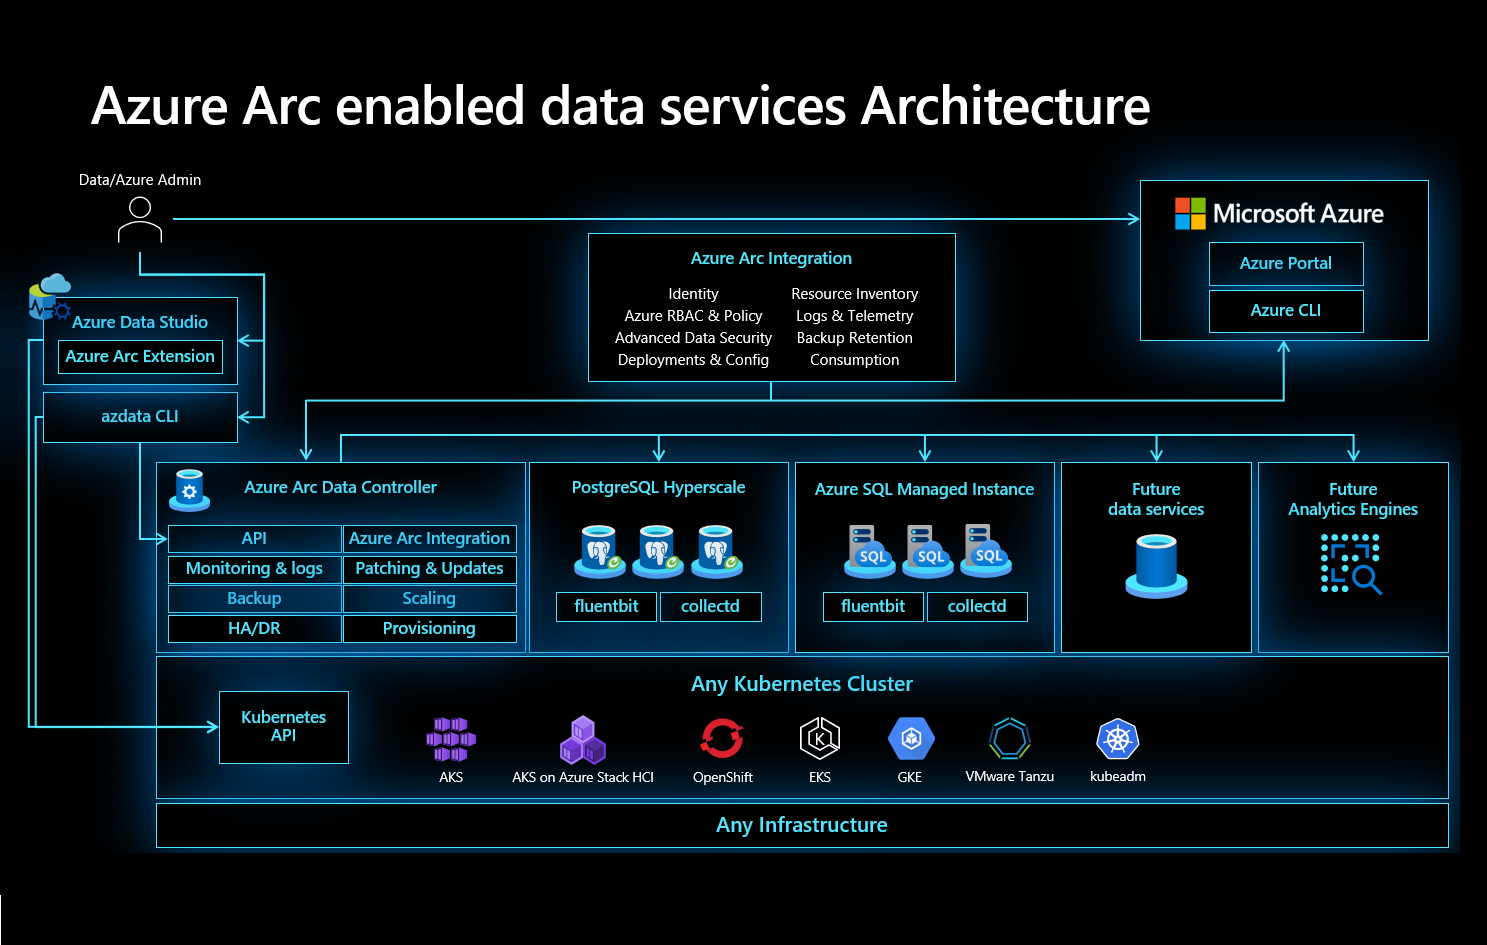 Azure Arc enabled data services Architecture
Data/Azure Admin
Microsoft Azure
Azure Portal
Azure CLI
Azure Arc Integration
Identity
Azure RBAC & Policy
Advanced Data Security
Deployments & Config
Resource Inventory
Logs & Telemetry
Backup Retention
Consumption
Azure Data Studio
Azure Arc Extension
azdata CLI
Azure Arc Data Controller
API
Azure Arc Integration
Monitoring & logs
Patching & Updates
Backup
Scaling
HA/DR
Provisioning
PostgreSQL Hyperscale
fluentbit
collectd
Azure SQL Managed Instance
SQL
SQL
SQL
fluentbit
collectd
Future
data services
Future
Analytics Engines
Any Kubernetes Cluster
Kubernetes
API
AKS
AKS on Azure Stack HCI
OpenShift
K
EKS
GKE
VMware Tanzu
kubeadm
Any Infrastructure